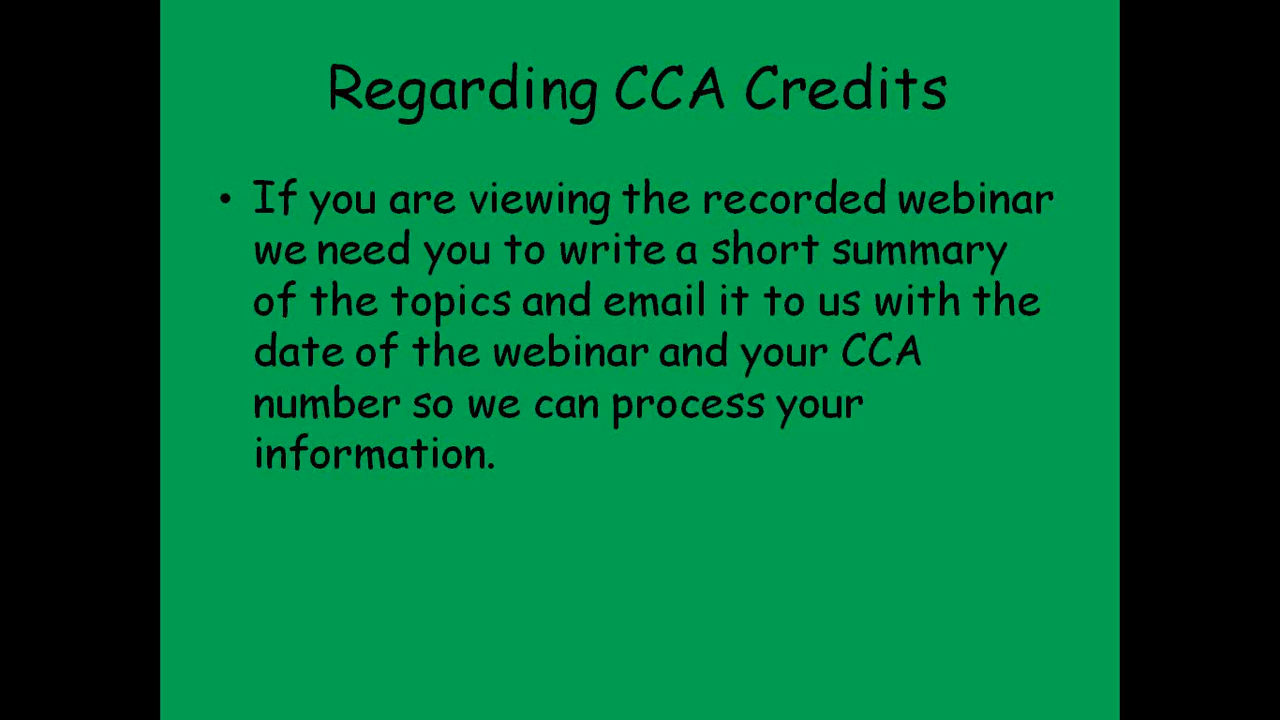 Regarding CCA Credits
• If you are viewing the recorded webinar
we need you to write a short summary
of the topics and email it to us with the
date of the webinar and your CCA
number so we can process your
information.